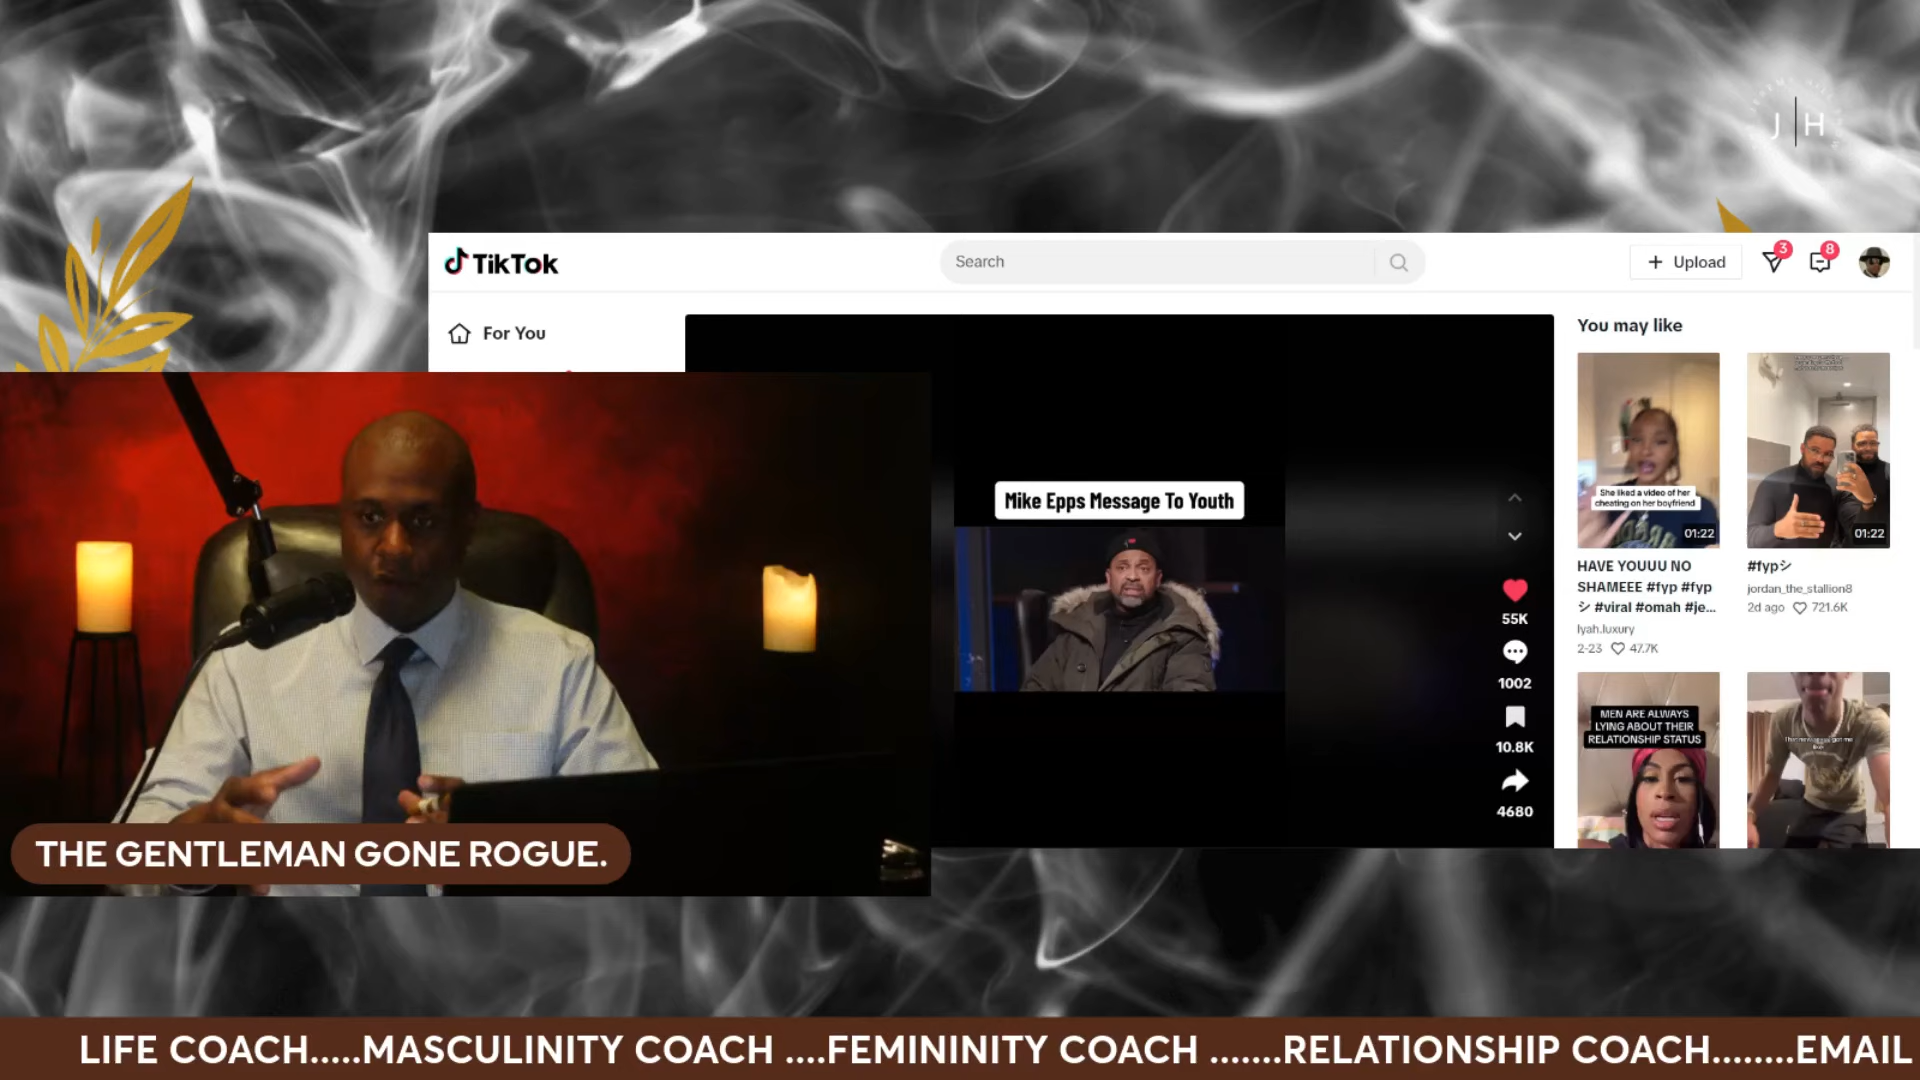 J|H
TikTok
Search
+ Upload
3
8
For You
You may like
Mike Epps Message To Youth
55K
1002
10.8K
4680
She liked a video of her
cheating on her boyfriend
01:22
HAVE YOUUU NO
SHAMEEE #fyp #fyp
シ #viral #omah #je...
lyah.luxury
2-23 47.7K
01:22
#fypシ
jordan_the_stallion8
2d ago 721.6K
MEN ARE ALWAYS
LYING ABOUT THEIR
RELATIONSHIP STATUS
THE GENTLEMAN GONE ROGUE.
LIFE COACH.....MASCULINITY COACH ....FEMININITY COACH .......RELATIONSHIP COACH........EMAIL